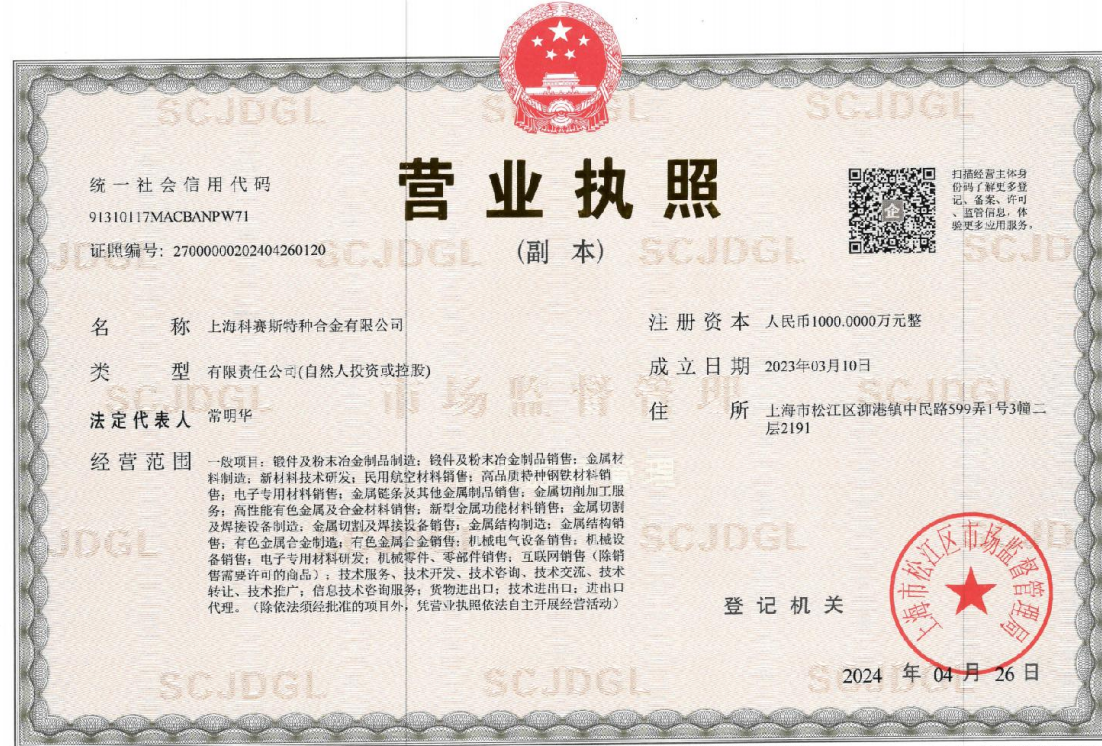 营业执照
(副 本)
统一社会信用代码
91310117MACBANPW71
证照编号: 27000000202404260120
扫描经营主体身
份码了解更多登
记、备案、许可
、监管信息，体
验更多应用服务。
名 称 上海科赛斯特种合金有限公司
类 型 有限责任公司(自然人投资或控股)
法定代表人 常明华
经营范围 一般项目：锻件及粉末冶金制品制造；锻件及粉末冶金制品销售；金属材
料制造；新材料技术研发；民用航空材料销售；高品质特种钢铁材料销
售；电子专用材料销售；金属链条及其他金属制品销售；金属切削加工服
务；高性能有色金属及合金材料销售；新型金属功能材料销售；金属切割
及焊接设备制造；金属切割及焊接设备销售；金属结构制造；金属结构销
售；有色金属合金制造；有色金属合金销售；机械电气设备销售；机械设
备销售；电子专用材料研发；机械零件、零部件销售；互联网销售（除销
售需要许可的商品）；技术服务、技术开发、技术咨询、技术交流、技术
转让、技术推广；信息技术咨询服务；货物进出口；技术进出口；进出口
代理。（除依法须经批准的项目外，凭营业执照依法自主开展经营活动）
注册资本 人民币1000.0000万元整
成立日期 2023年03月10日
住 所 上海市松江区泖港镇中民路599弄1号3幢二
层2191
登记机关
上海市松江区市场监督管理局
2024 年 04 月 26 日
SCJDGL
市场监督管理
企